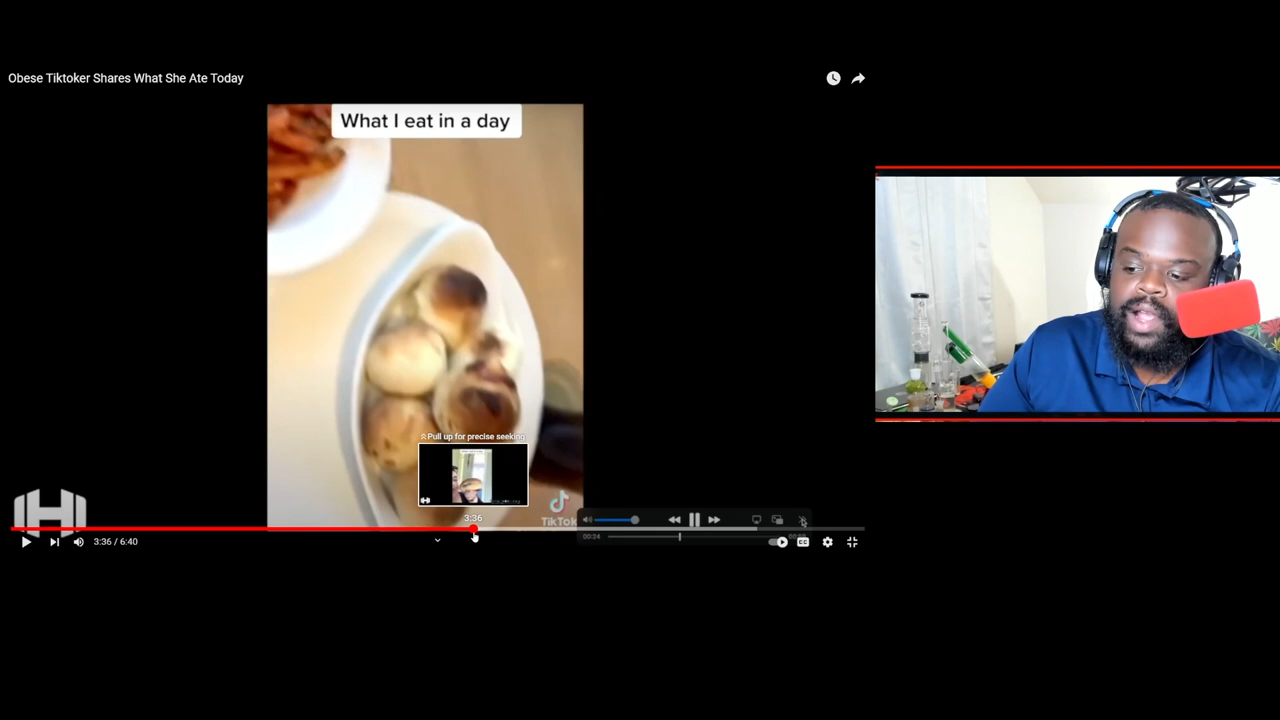 Obese Tiktoker Shares What She Ate Today
What I eat in a day
Pull up for precise seeking
3:36
TikTok
00:24
3:36 / 6:40
CC